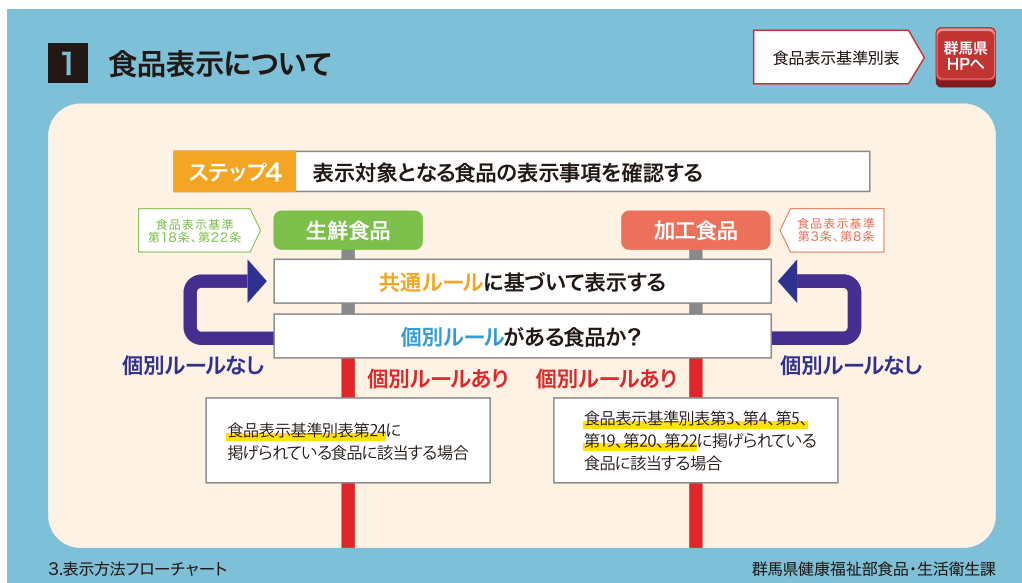 1 食品表示について
食品表示基準別表
群馬県
HPへ
ステップ4 表示対象となる食品の表示事項を確認する
食品表示基準
第18条、第22条
生鮮食品
加工食品
食品表示基準
第3条、第8条
共通ルールに基づいて表示する
個別ルールがある食品か?
個別ルールなし
個別ルールあり
個別ルールあり
個別ルールなし
食品表示基準別表第24に
掲げられている食品に該当する場合
食品表示基準別表第3、第4、第5、
第19、第20、第22に掲げられている
食品に該当する場合
3.表示方法フローチャート
群馬県健康福祉部食品・生活衛生課